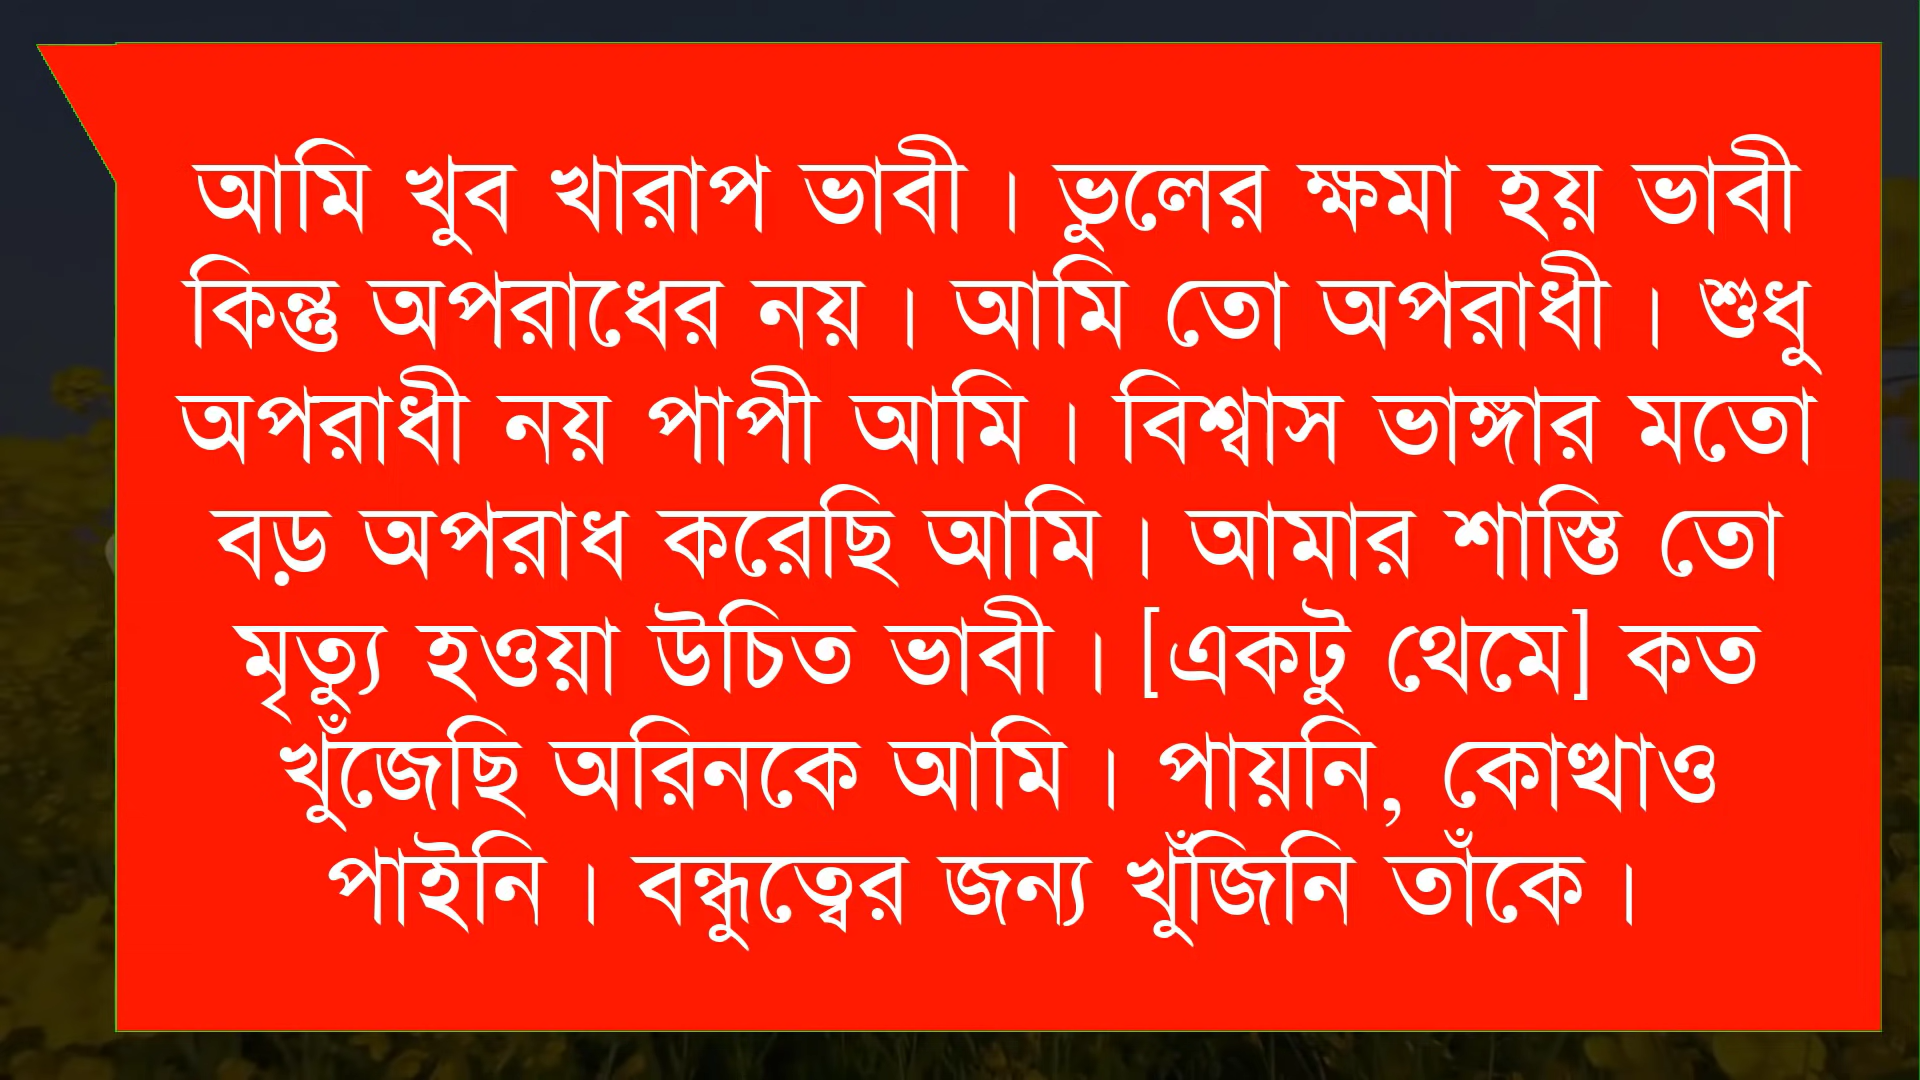 আমি খুব খারাপ ভাবী। ভুলের ক্ষমা হয় ভাবী
কিন্তু অপরাধের নয়। আমি তো অপরাধী। শুধু
অপরাধী নয় পাপী আমি। বিশ্বাস ভাঙ্গার মতো
বড় অপরাধ করেছি আমি। আমার শাস্তি তো
মৃত্যু হওয়া উচিত ভাবী। [একটু থেমে] কত
খুঁজেছি অরিনকে আমি। পায়নি, কোত্থাও
পাইনি। বন্ধুত্বের জন্য খুঁজিনি তাঁকে।